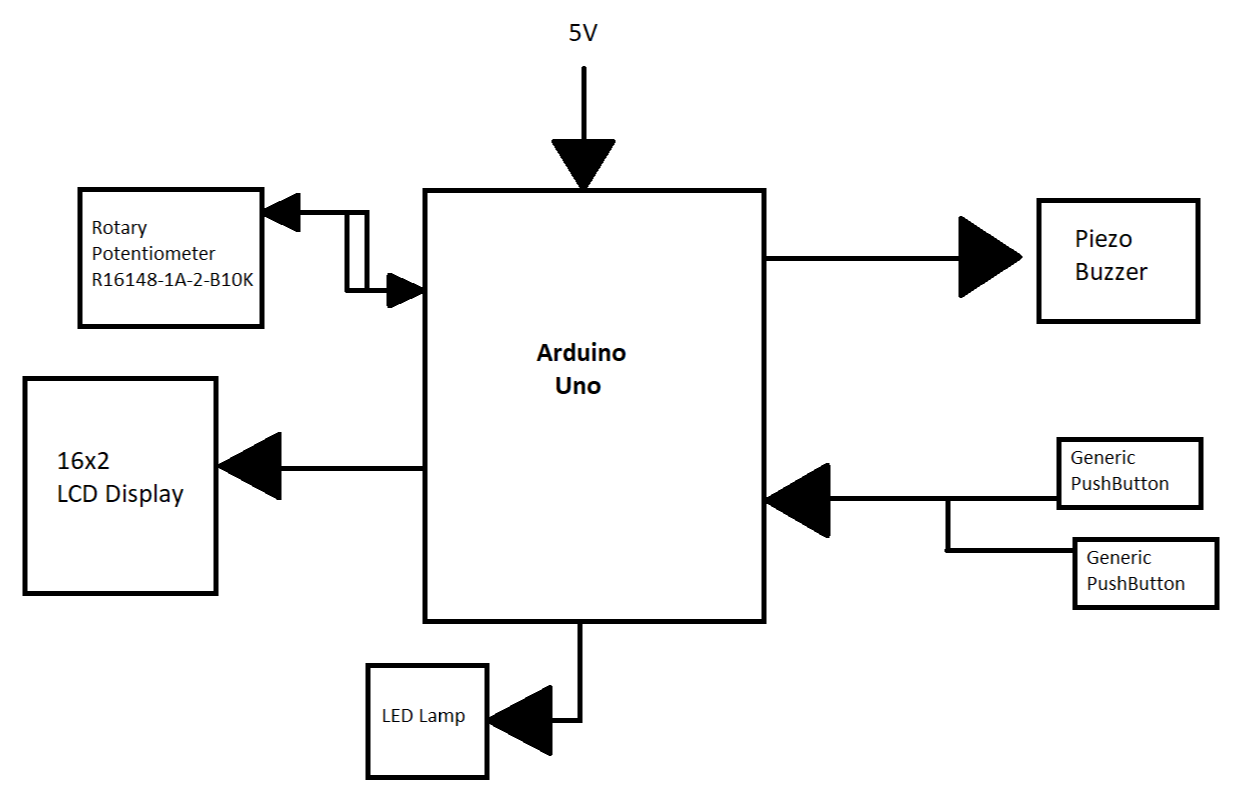 5V
Rotary
Potentiometer
R16148-1A-2-B10K
Piezo
Buzzer
Arduino
Uno
16x2
LCD Display
Generic
PushButton
Generic
PushButton
LED Lamp